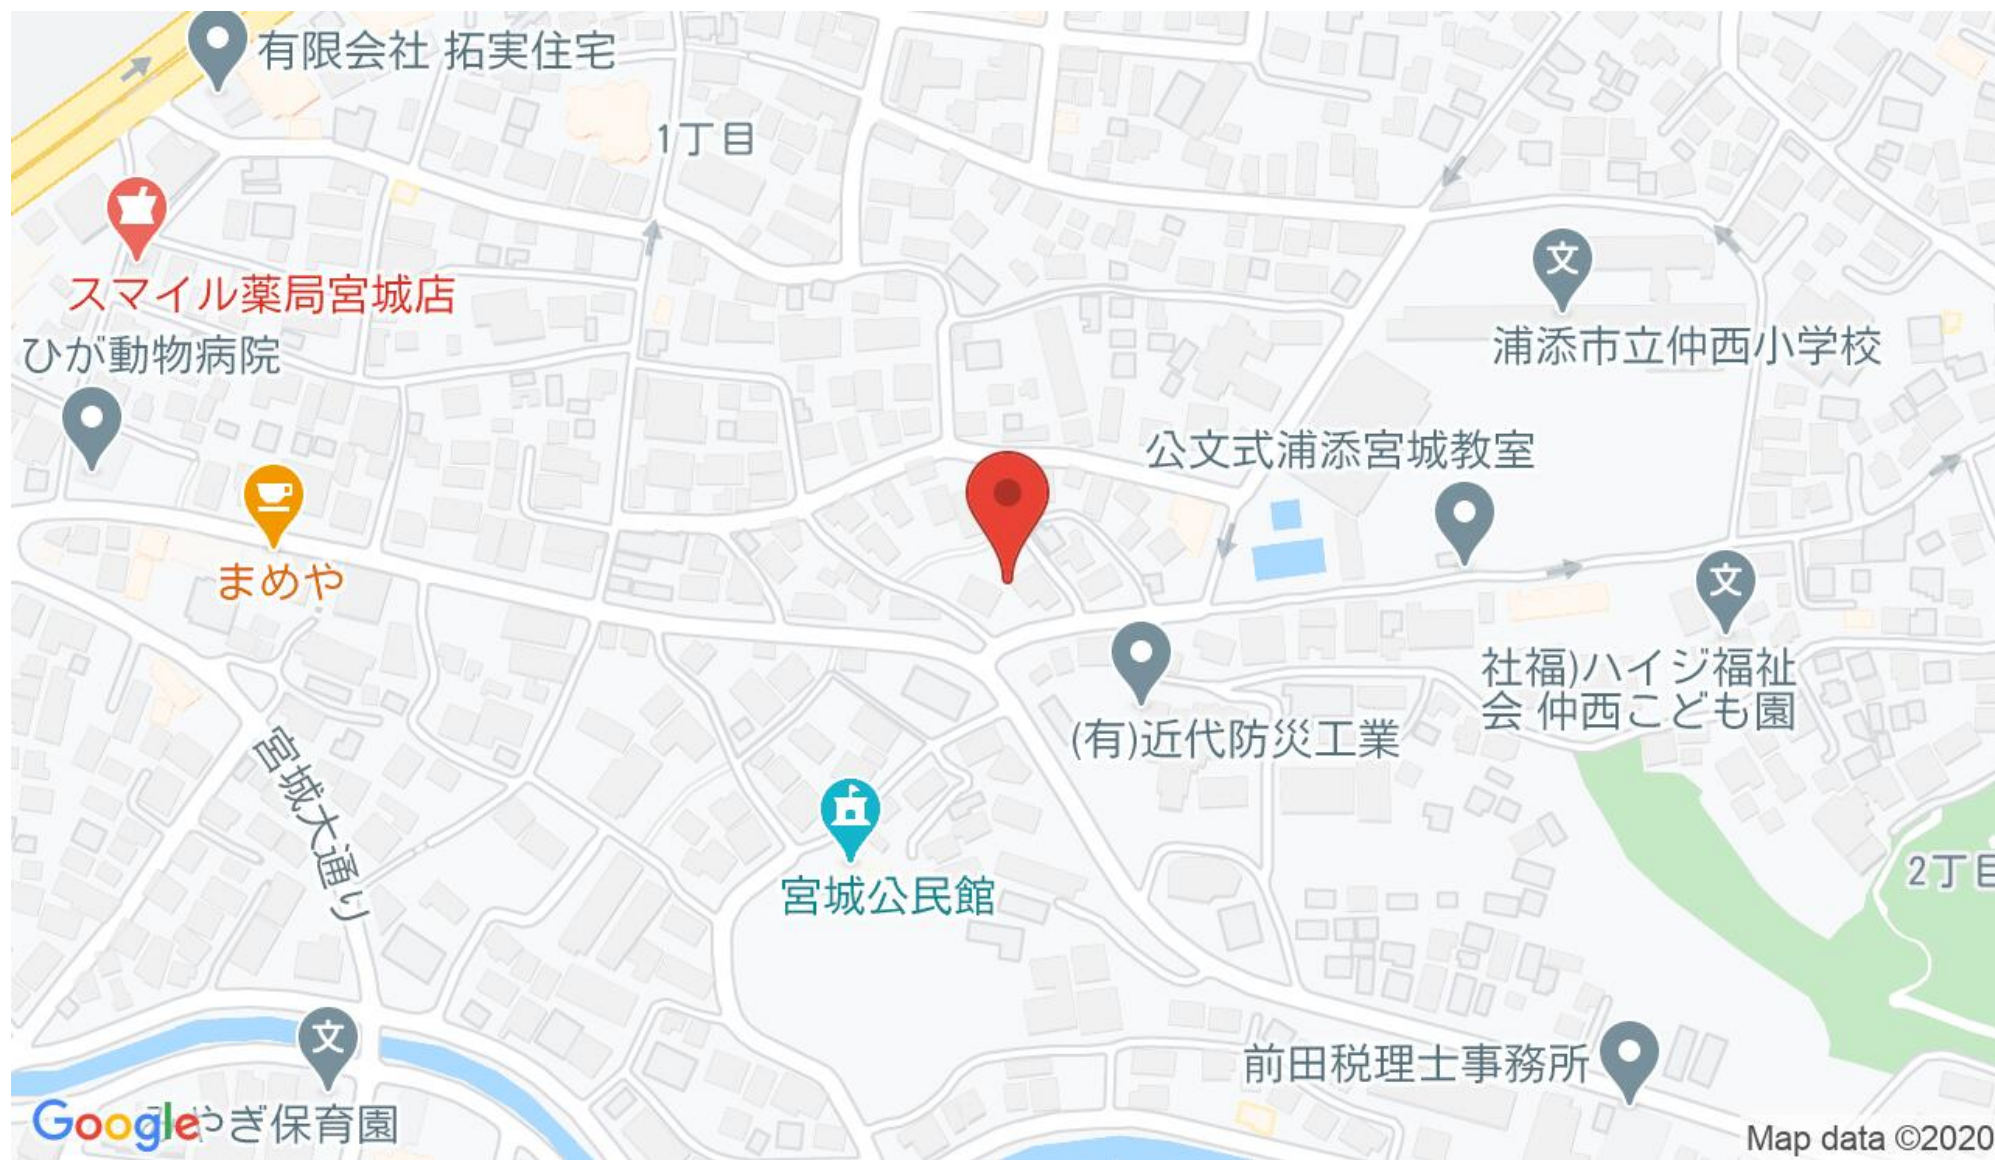 有限会社 拓実住宅
1丁目
スマイル薬局宮城店
ひが動物病院
まめや
文
浦添市立仲西小学校
公文式浦添宮城教室
文
社福)ハイジ福祉
会 仲西こども園
(有)近代防災工業
宮城大通り
宮城公民館
2丁目
文
前田税理士事務所
Google
やぎ保育園
Map data ©2020